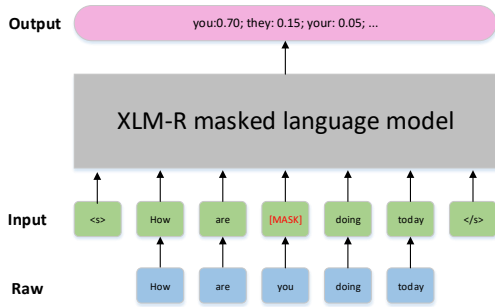 Output you:0.70; they: 0.15; your: 0.05; ...
XLM-R masked language model
Input <s> How are [MASK] doing today </s>
Raw How are you doing today